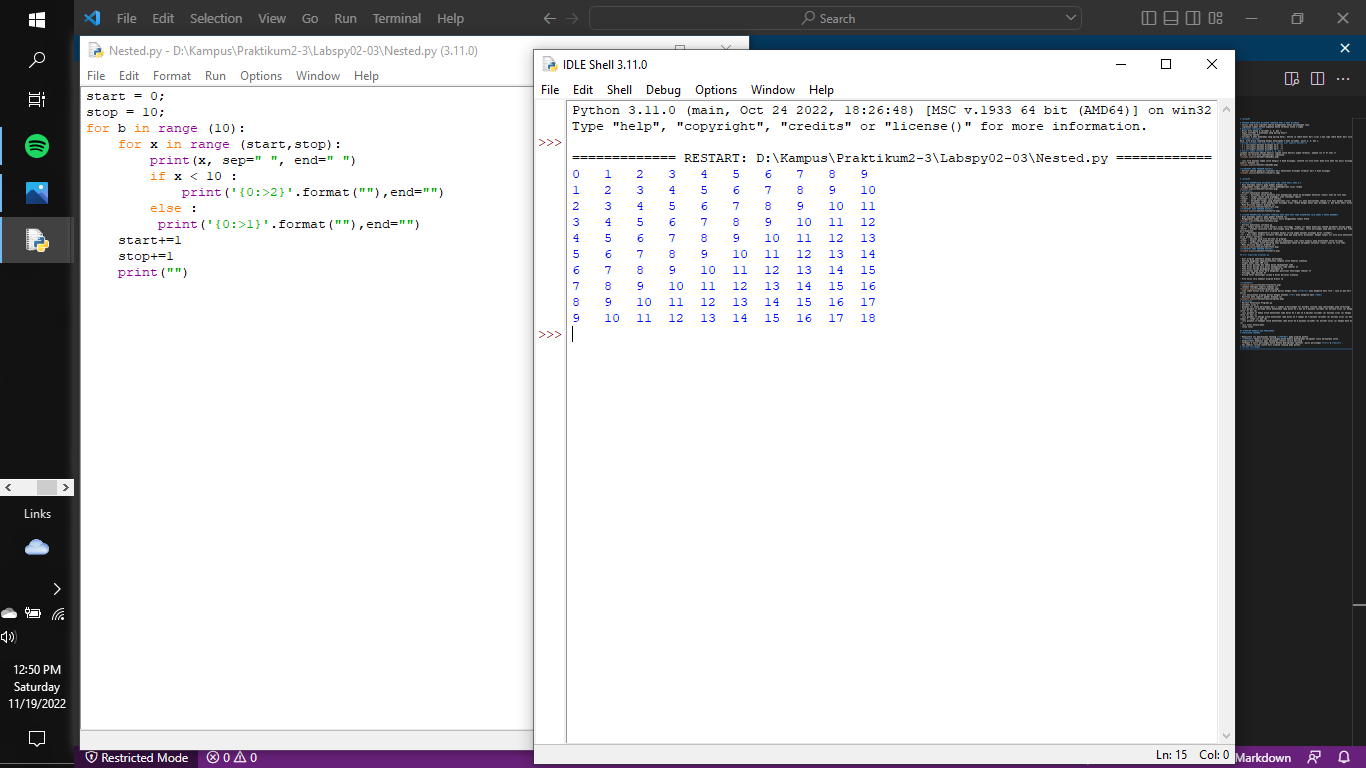 File Edit Selection View Go Run Terminal Help
Search
Nested.py - D:\Kampus\Praktikum2-3\Labspy02-03\Nested.py (3.11.0)
File Edit Format Run Options Window Help
start = 0;
stop = 10;
for b in range (10):
    for x in range (start,stop):
        print(x, sep=" ", end=" ")
        if x < 10 :
            print('{0:>2}'.format(""),end="")
        else :
         print('{0:>1}'.format(""),end="")
    start+=1
    stop+=1
    print("")
IDLE Shell 3.11.0
File Edit Shell Debug Options Window Help
Python 3.11.0 (main, Oct 24 2022, 18:26:48) [MSC v.1933 64 bit (AMD64)] on win32
Type "help", "copyright", "credits" or "license()" for more information.
>>>
============= RESTART: D:\Kampus\Praktikum2-3\Labspy02-03\Nested.py ============
0 1 2 3 4 5 6 7 8 9
1 2 3 4 5 6 7 8 9 10
2 3 4 5 6 7 8 9 10 11
3 4 5 6 7 8 9 10 11 12
4 5 6 7 8 9 10 11 12 13
5 6 7 8 9 10 11 12 13 14
6 7 8 9 10 11 12 13 14 15
7 8 9 10 11 12 13 14 15 16
8 9 10 11 12 13 14 15 16 17
9 10 11 12 13 14 15 16 17 18
>>>
Ln: 15 Col: 0
Links
12:50 PM
Saturday
11/19/2022
Restricted Mode 0 0
Markdown